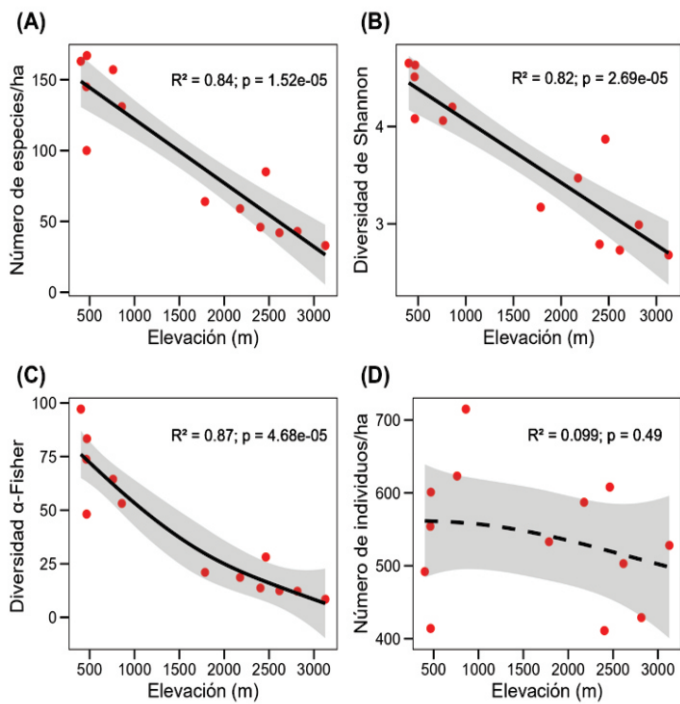 (A)
R² = 0.84; p = 1.52e-05
Número de especies/ha
150
100
50
0
500 1000 1500 2000 2500 3000
Elevación (m)
(B)
R² = 0.82; p = 2.69e-05
Diversidad de Shannon
4
3
500 1000 1500 2000 2500 3000
Elevación (m)
(C)
R² = 0.87; p = 4.68e-05
Diversidad α-Fisher
100
75
50
25
0
500 1000 1500 2000 2500 3000
Elevación (m)
(D)
R² = 0.099; p = 0.49
Número de individuos/ha
700
600
500
400
500 1000 1500 2000 2500 3000
Elevación (m)